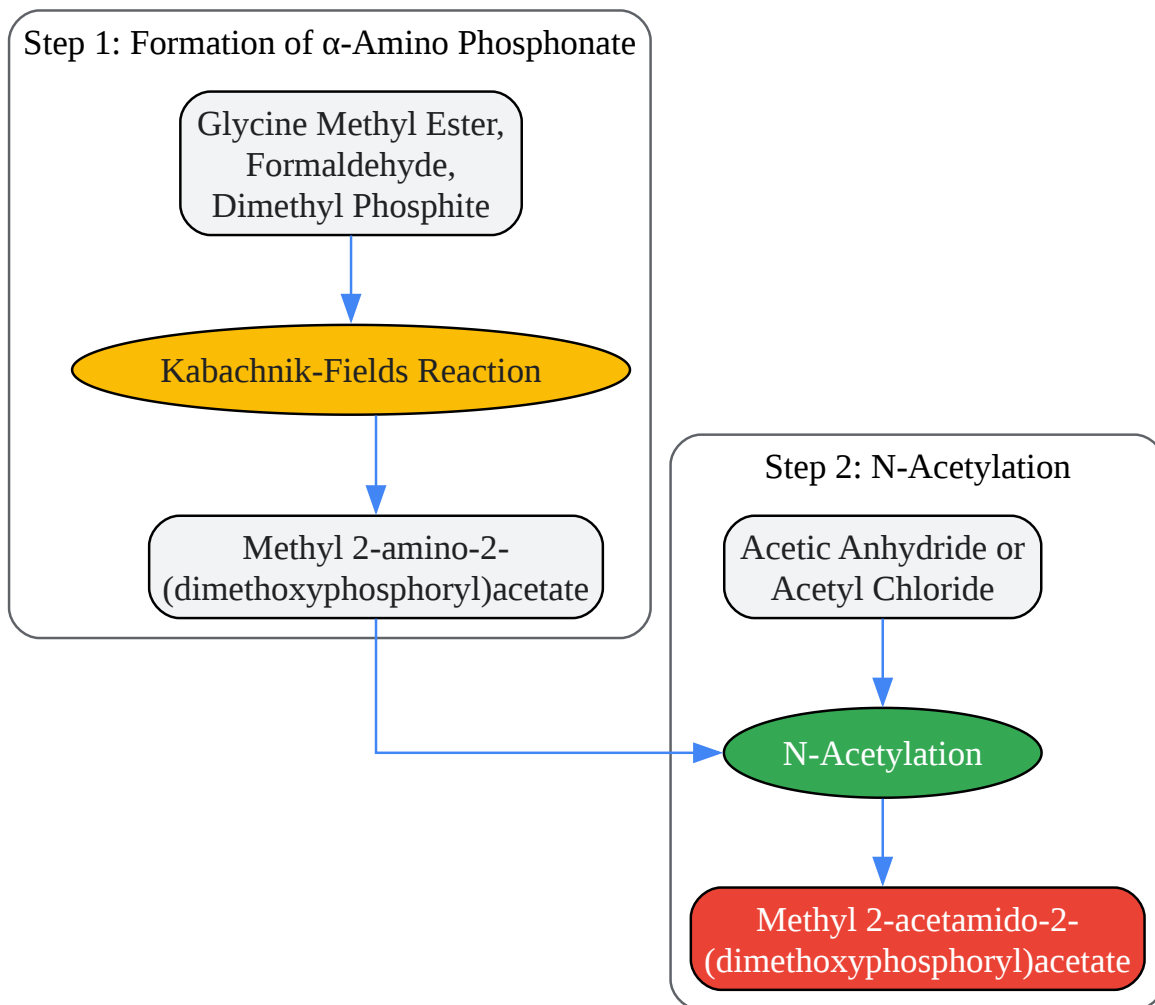 Step 1: Formation of α-Amino Phosphonate
Glycine Methyl Ester,
Formaldehyde,
Dimethyl Phosphite
Kabachnik-Fields Reaction
Methyl 2-amino-2-
(dimethoxyphosphoryl)acetate
Step 2: N-Acetylation
Acetic Anhydride or
Acetyl Chloride
N-Acetylation
Methyl 2-acetamido-2-
(dimethoxyphosphoryl)acetate